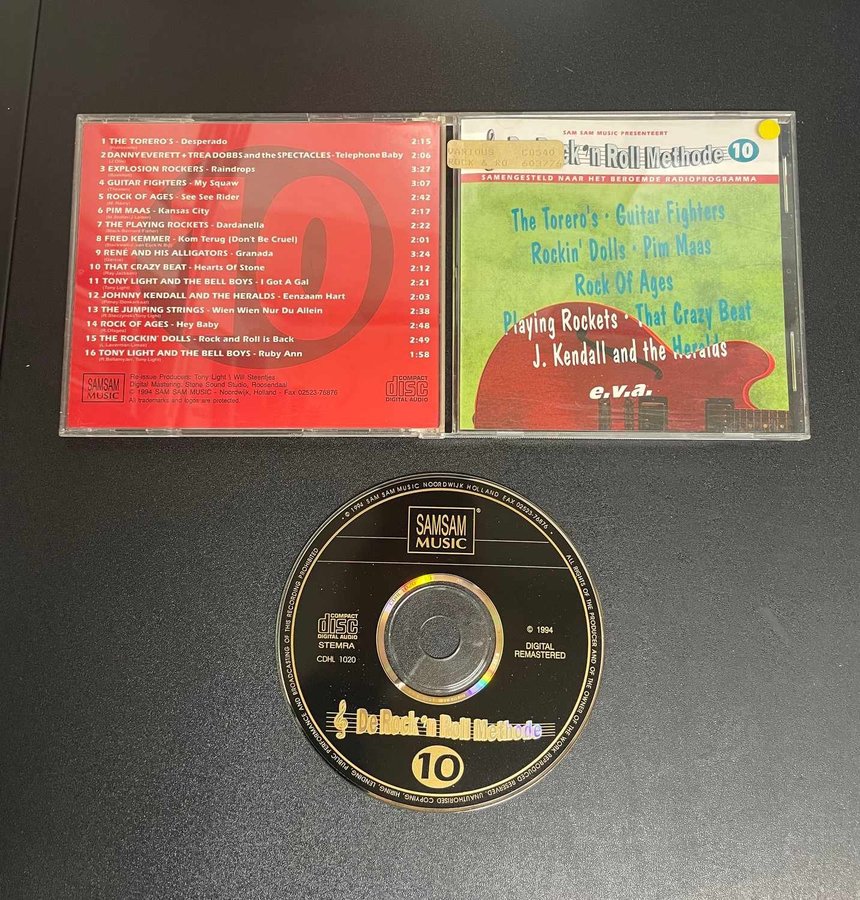 1 THE TORERO'S - Desperado 2:15
2 DANNY EVERETT + TREA DOBBS and the SPECTACLES - Telephone Baby 2:06
3 EXPLOSION ROCKERS - Raindrops 3:27
4 GUITAR FIGHTERS - My Squaw 3:07
5 ROCK OF AGES - See See Rider 2:42
6 PIM MAAS - Kansas City 2:17
7 THE PLAYING ROCKETS - Dardanella 2:22
8 FRED KEMMER - Kom Terug (Don't Be Cruel) 2:01
9 RENÉ AND HIS ALLIGATORS - Granada 3:24
10 THAT CRAZY BEAT - Hearts Of Stone 2:12
(Ray Jackson)
11 TONY LIGHT AND THE BELL BOYS - I Got A Gal 2:21
(Tony Light)
12 JOHNNY KENDALL AND THE HERALDS - Eenzaam Hart 2:03
13 THE JUMPING STRINGS - Wien Wien Nur Du Allein 2:38
14 ROCK OF AGES - Hey Baby 2:48
15 THE ROCKIN' DOLLS - Rock and Roll is Back 2:49
16 TONY LIGHT AND THE BELL BOYS - Ruby Ann 1:58
SAMSAM
MUSIC
Re-issue Producers: Tony Light \ Will Steentjes
Digital Mastering, Stone Sound Studio, Roosendaal
© 1994 SAM SAM MUSIC - Noordwijk, Holland - Fax 02523-76876
All trademarks and logos are protected.
COMPACT
disc
DIGITAL AUDIO
SAM SAM MUSIC PRESENTEERT
VARIOUS CD540
ROCK & RO 603276
De Rock 'n Roll Methode 10
SAMENGESTELD NAAR HET BEROEMDE RADIOPROGRAMMA
The Torero's · Guitar Fighters
Rockin' Dolls · Pim Maas
Rock Of Ages
Playing Rockets · That Crazy Beat
J. Kendall and the Heralds
e.v.a.
© 1994 SAM SAM MUSIC NOORDWIJK HOLLAND FAX 02523-76876
ALL RIGHTS OF THE PRODUCER AND OF THE OWNER OF THE WORK REPRODUCED RESERVED. UNAUTHORISED COPYING, HIRING, LENDING, PUBLIC PERFORMANCE AND BROADCASTING OF THIS RECORDING PROHIBITED
SAMSAM ®
MUSIC
COMPACT
disc
DIGITAL AUDIO
STEMRA
CDHL 1020
© 1994
DIGITAL
REMASTERED
De Rock 'n Roll Methode
10